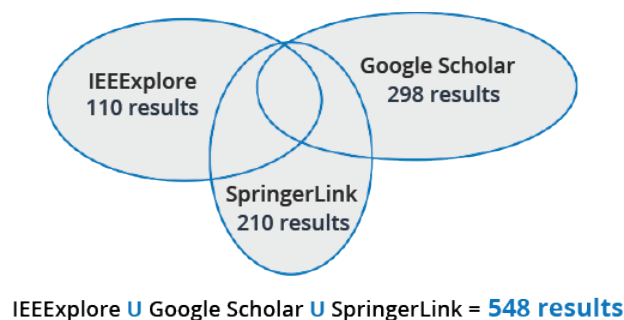 IEEExplore
110 results
Google Scholar
298 results
SpringerLink
210 results
IEEExplore U Google Scholar U SpringerLink = 548 results